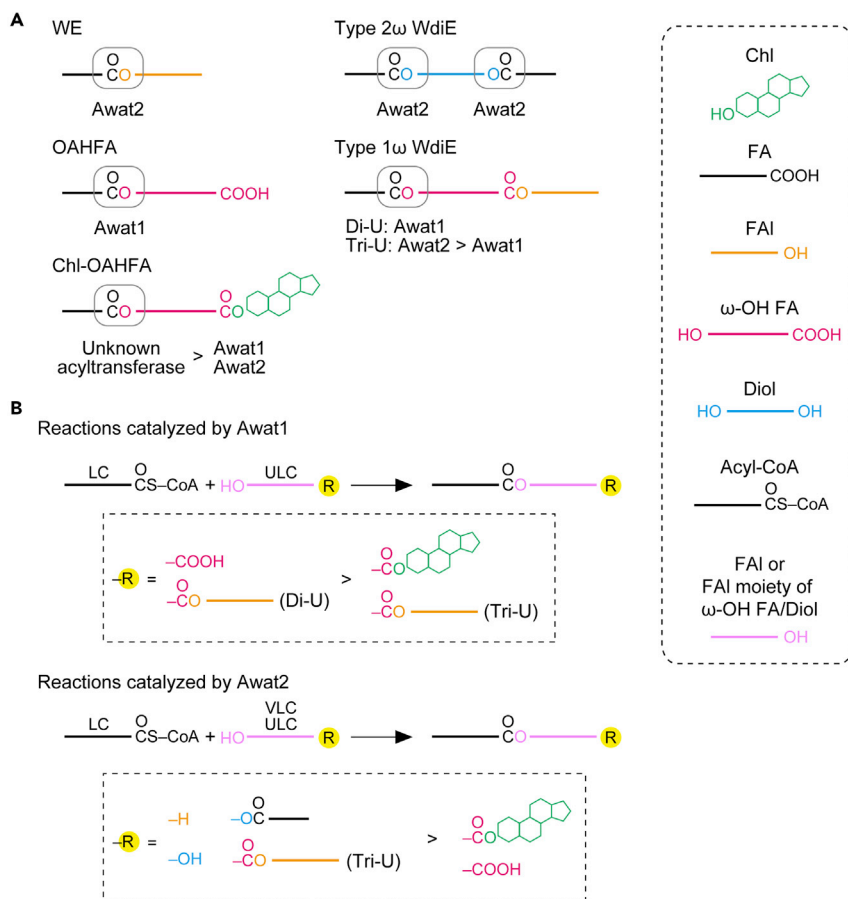 A
WE
O
CO
Awat2
OAHFA
O
CO
COOH
Awat1
Chl-OAHFA
O
CO
O
CO
Unknown
acyltransferase
>
Awat1
Awat2
Type 2ω WdiE
O
CO
O
OC
Awat2
Awat2
Type 1ω WdiE
O
CO
O
CO
Di-U: Awat1
Tri-U: Awat2 > Awat1
Chl
HO
FA
COOH
FAl
OH
ω-OH FA
HO
COOH
Diol
HO
OH
Acyl-CoA
O
CS–CoA
FAl or
FAl moiety of
ω-OH FA/Diol
OH
B
Reactions catalyzed by Awat1
LC
O
CS–CoA + HO
ULC
R
O
CO
R
–R =
–COOH
O
–CO
(Di-U)
>
O
–CO
O
–CO
(Tri-U)
Reactions catalyzed by Awat2
LC
O
CS–CoA + HO
VLC
ULC
R
O
CO
R
–R =
–H
–OH
O
–OC
O
–CO
(Tri-U)
>
O
–CO
–COOH